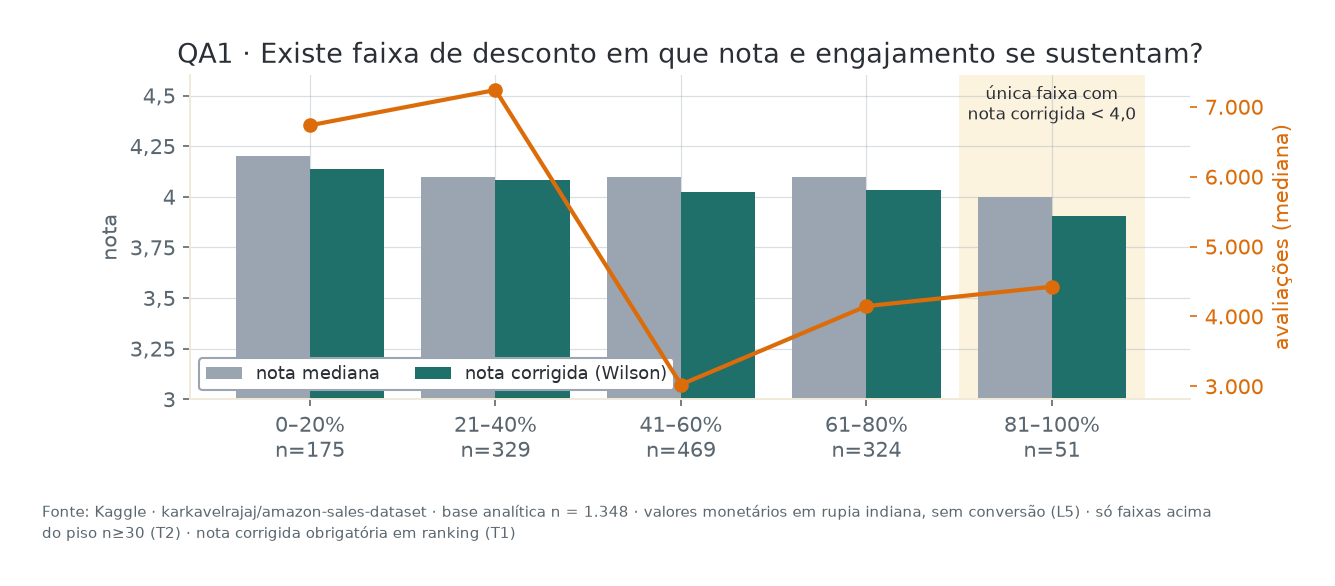 QA1 · Existe faixa de desconto em que nota e engajamento se sustentam?
única faixa com
nota corrigida < 4,0
4,5
4,25
4
3,75
3,5
3,25
3
nota
7.000
6.000
5.000
4.000
3.000
avaliações (mediana)
nota mediana
nota corrigida (Wilson)
0–20%
n=175
21–40%
n=329
41–60%
n=469
61–80%
n=324
81–100%
n=51
Fonte: Kaggle · karkavelrajaj/amazon-sales-dataset · base analítica n = 1.348 · valores monetários em rupia indiana, sem conversão (L5) · só faixas acima
do piso n≥30 (T2) · nota corrigida obrigatória em ranking (T1)